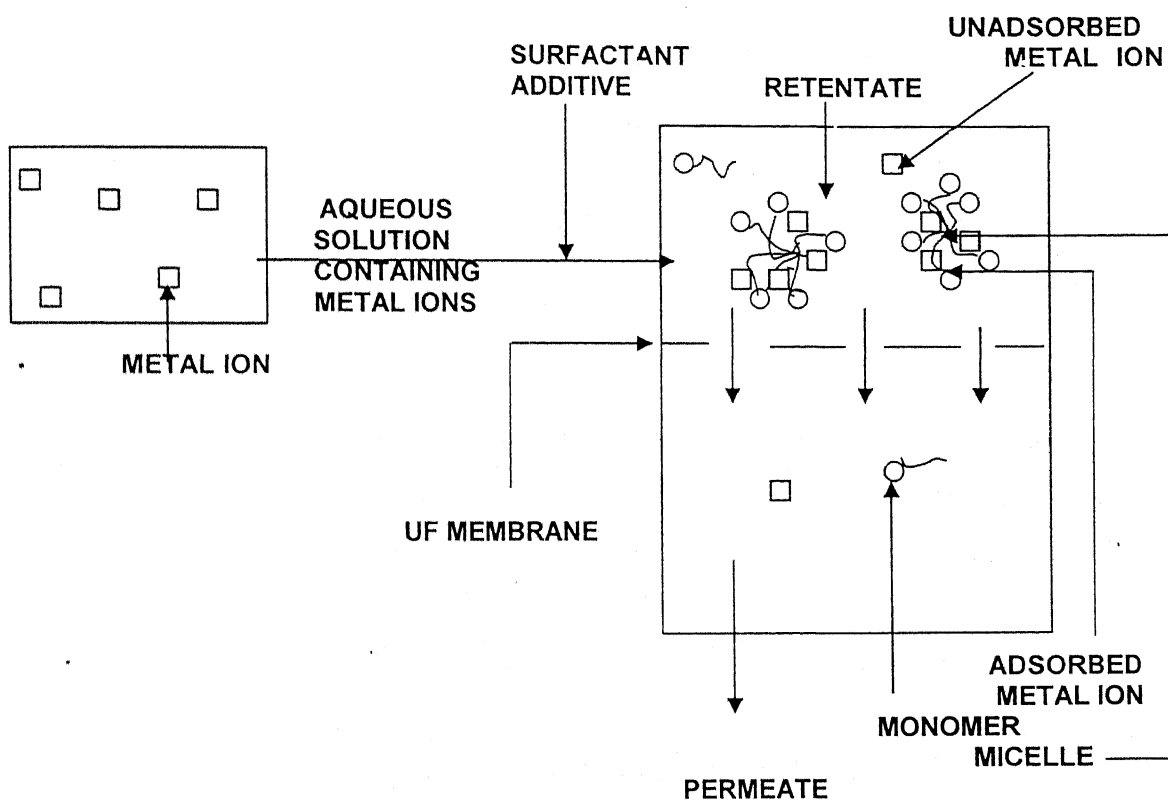 UNADSORBED
METAL ION
SURFACTANT
ADDITIVE
RETENTATE
AQUEOUS
SOLUTION
CONTAINING
METAL IONS
METAL ION
UF MEMBRANE
ADSORBED
METAL ION
MONOMER
MICELLE
PERMEATE